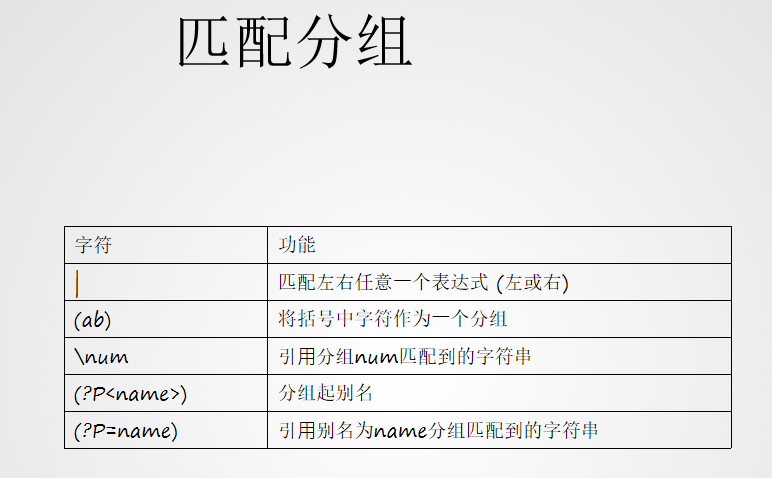 匹配分组
字符 功能
| 匹配左右任意一个表达式 (左或右)
(ab) 将括号中字符作为一个分组
\num 引用分组num匹配到的字符串
(?P<name>) 分组起别名
(?P=name) 引用别名为name分组匹配到的字符串